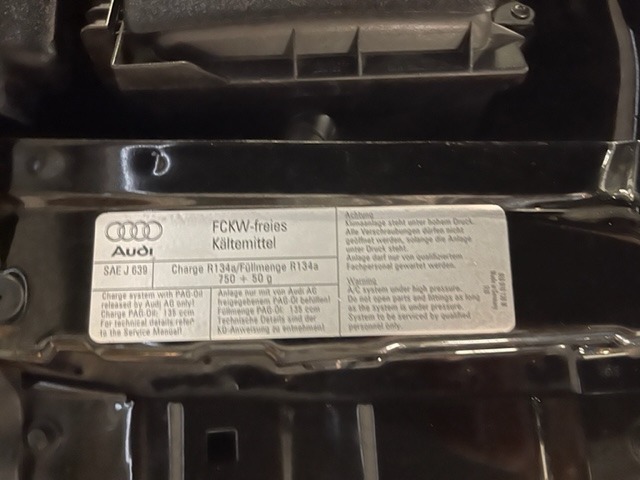 Audi
FCKW-freies
Kältemittel
SAE J 639
Charge R134a/Füllmenge R134a
750 + 50 g
Charge system with PAG-Oil
released by Audi AG only!
Charge PAG-Oil: 135 ccm
For technical details:refer
to the Service Manual!
Anlage nur mit von Audi AG
freigegebenem PAG-Öl befüllen!
Füllmenge PAG-Öl: 135 ccm
Technische Details sind der
KD-Anweisung zu entnehmen!
Achtung
Klimaanlage steht unter hohem Druck.
Alle Verschraubungen dürfen nicht
geöffnet werden, solange die Anlage
unter Druck steht.
Anlage darf nur von qualifiziertem
Fachpersonal gewartet werden.
Warning
A/C system under high pressure.
Do not open parts and fittings as long
as the system is under pressure.
System to be serviced by qualified
personnel only.